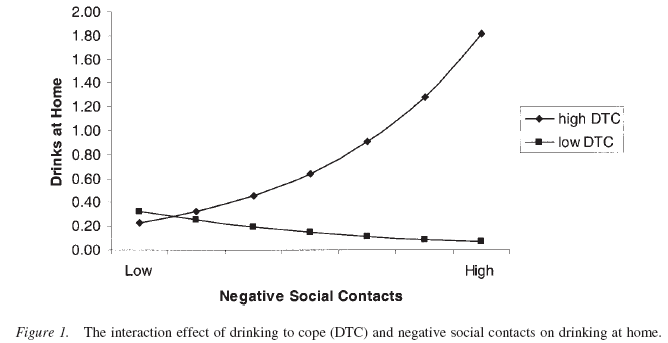 2.00
1.80
1.60
1.40
1.20
1.00
0.80
0.60
0.40
0.20
0.00
Drinks at Home
high DTC
low DTC
Low
High
Negative Social Contacts
Figure 1. The interaction effect of drinking to cope (DTC) and negative social contacts on drinking at home.